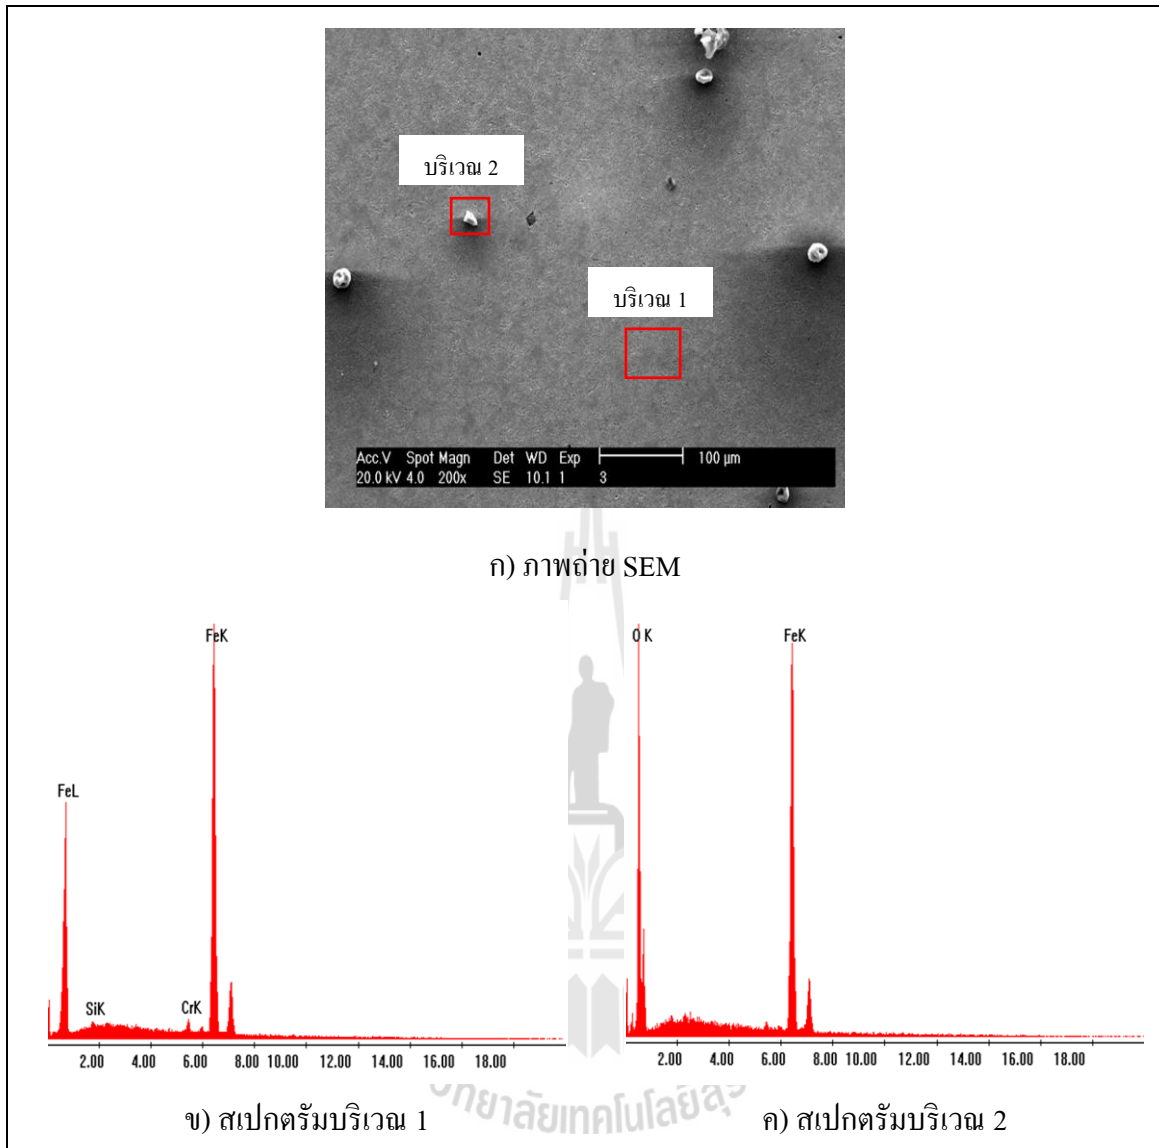 บริเวณ 2
บริเวณ 1
Acc.V Spot Magn Det WD Exp 100 µm
20.0 kV 4.0 200x SE 10.1 1 3
ก) ภาพถ่าย SEM
FeK
FeL
SiK
CrK
2.00 4.00 6.00 8.00 10.00 12.00 14.00 16.00 18.00
O K
FeK
2.00 4.00 6.00 8.00 10.00 12.00 14.00 16.00 18.00
ข) สเปกตรัมบริเวณ 1
ค) สเปกตรัมบริเวณ 2